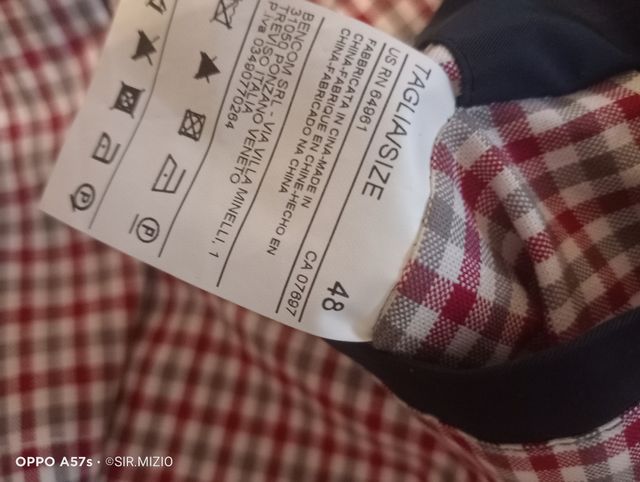 TAGLIA/SIZE 48
US RN 64961 CA 07697
FABBRICATA IN CINA-MADE IN
CHINA-FABRIQUE EN CHINE-HECHO EN
CHINA-FABRICADO NA CHINA
BENCOM SRL - VIA VILLA MINELLI, 1
31050 PONZANO VENETO
TREVISO ITALIA
P.iva 03490770264
P
P
OPPO A57s · ©SIR.MIZIO